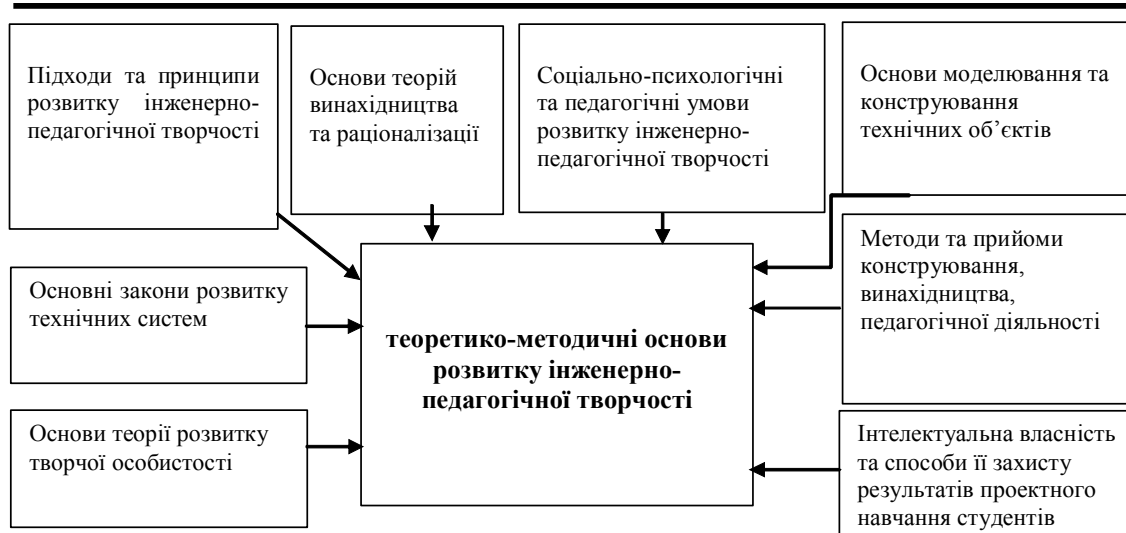 Підходи та принципи
розвитку інженерно-
педагогічної творчості
Основи теорій
винахідництва
та раціоналізації
Соціально-психологічні
та педагогічні умови
розвитку інженерно-
педагогічної творчості
Основи моделювання та
конструювання
технічних об’єктів
Основні закони розвитку
технічних систем
теоретико-методичні основи
розвитку інженерно-
педагогічної творчості
Методи та прийоми
конструювання,
винахідництва,
педагогічної діяльності
Основи теорії розвитку
творчої особистості
Інтелектуальна власність
та способи її захисту
результатів проектного
навчання студентів